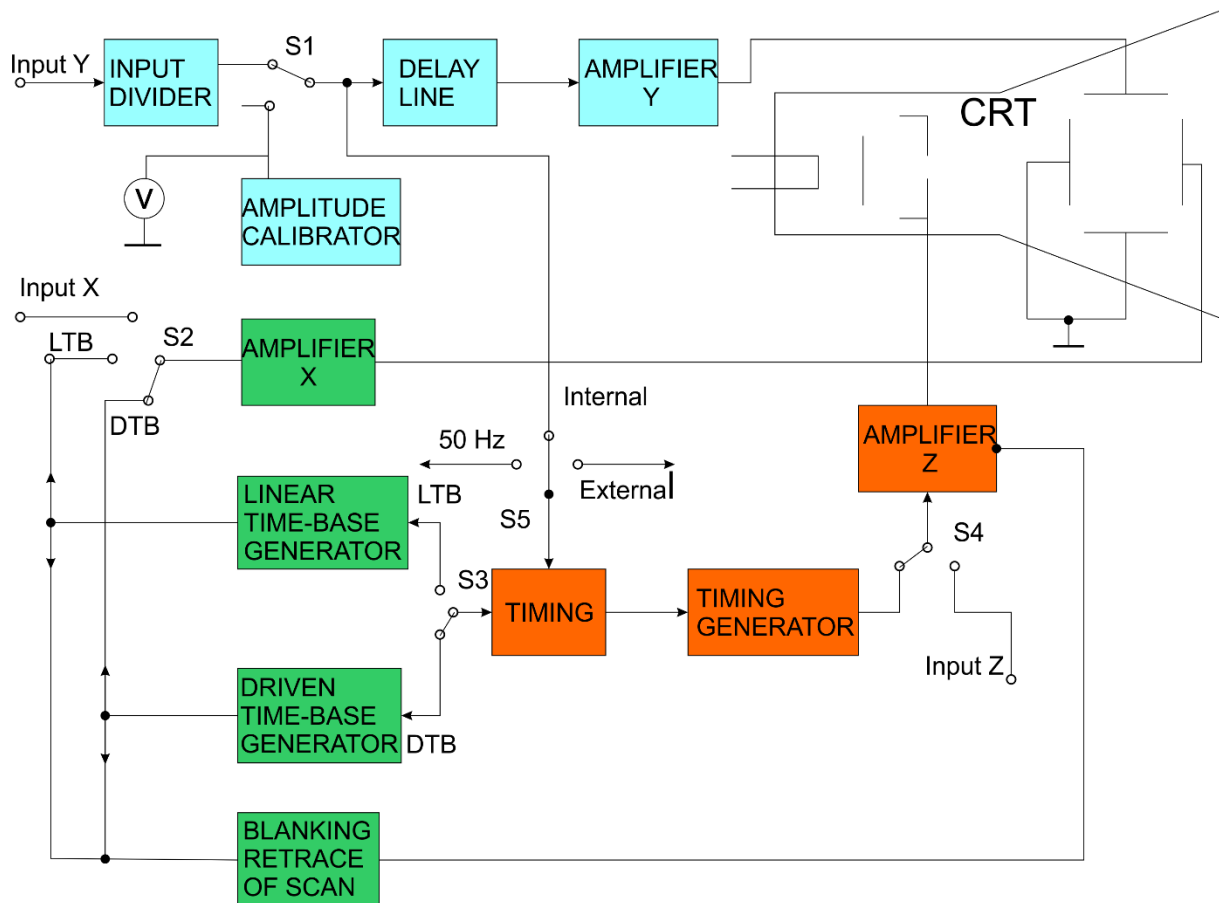 Input Y
INPUT
DIVIDER
S1
DELAY
LINE
AMPLIFIER
Y
CRT
V
AMPLITUDE
CALIBRATOR
Input X
LTB
S2
DTB
AMPLIFIER
X
Internal
50 Hz
External
S5
AMPLIFIER
Z
S4
Input Z
LINEAR
TIME-BASE
GENERATOR
LTB
S3
TIMING
TIMING
GENERATOR
DRIVEN
TIME-BASE
GENERATOR
DTB
BLANKING
RETRACE
OF SCAN